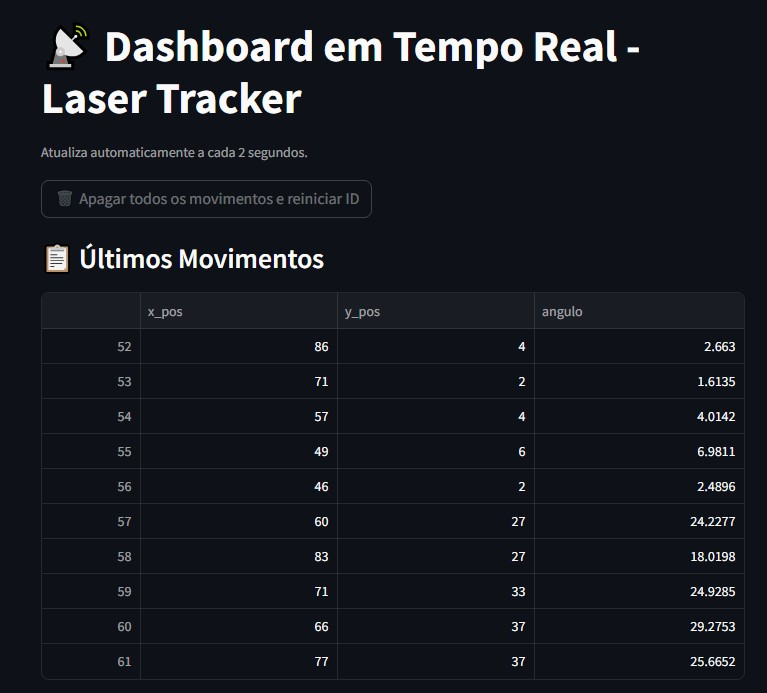 Dashboard em Tempo Real -
Laser Tracker
Atualiza automaticamente a cada 2 segundos.
Apagar todos os movimentos e reiniciar ID
Últimos Movimentos
x_pos y_pos angulo
52 86 4 2.663
53 71 2 1.6135
54 57 4 4.0142
55 49 6 6.9811
56 46 2 2.4896
57 60 27 24.2277
58 83 27 18.0198
59 71 33 24.9285
60 66 37 29.2753
61 77 37 25.6652